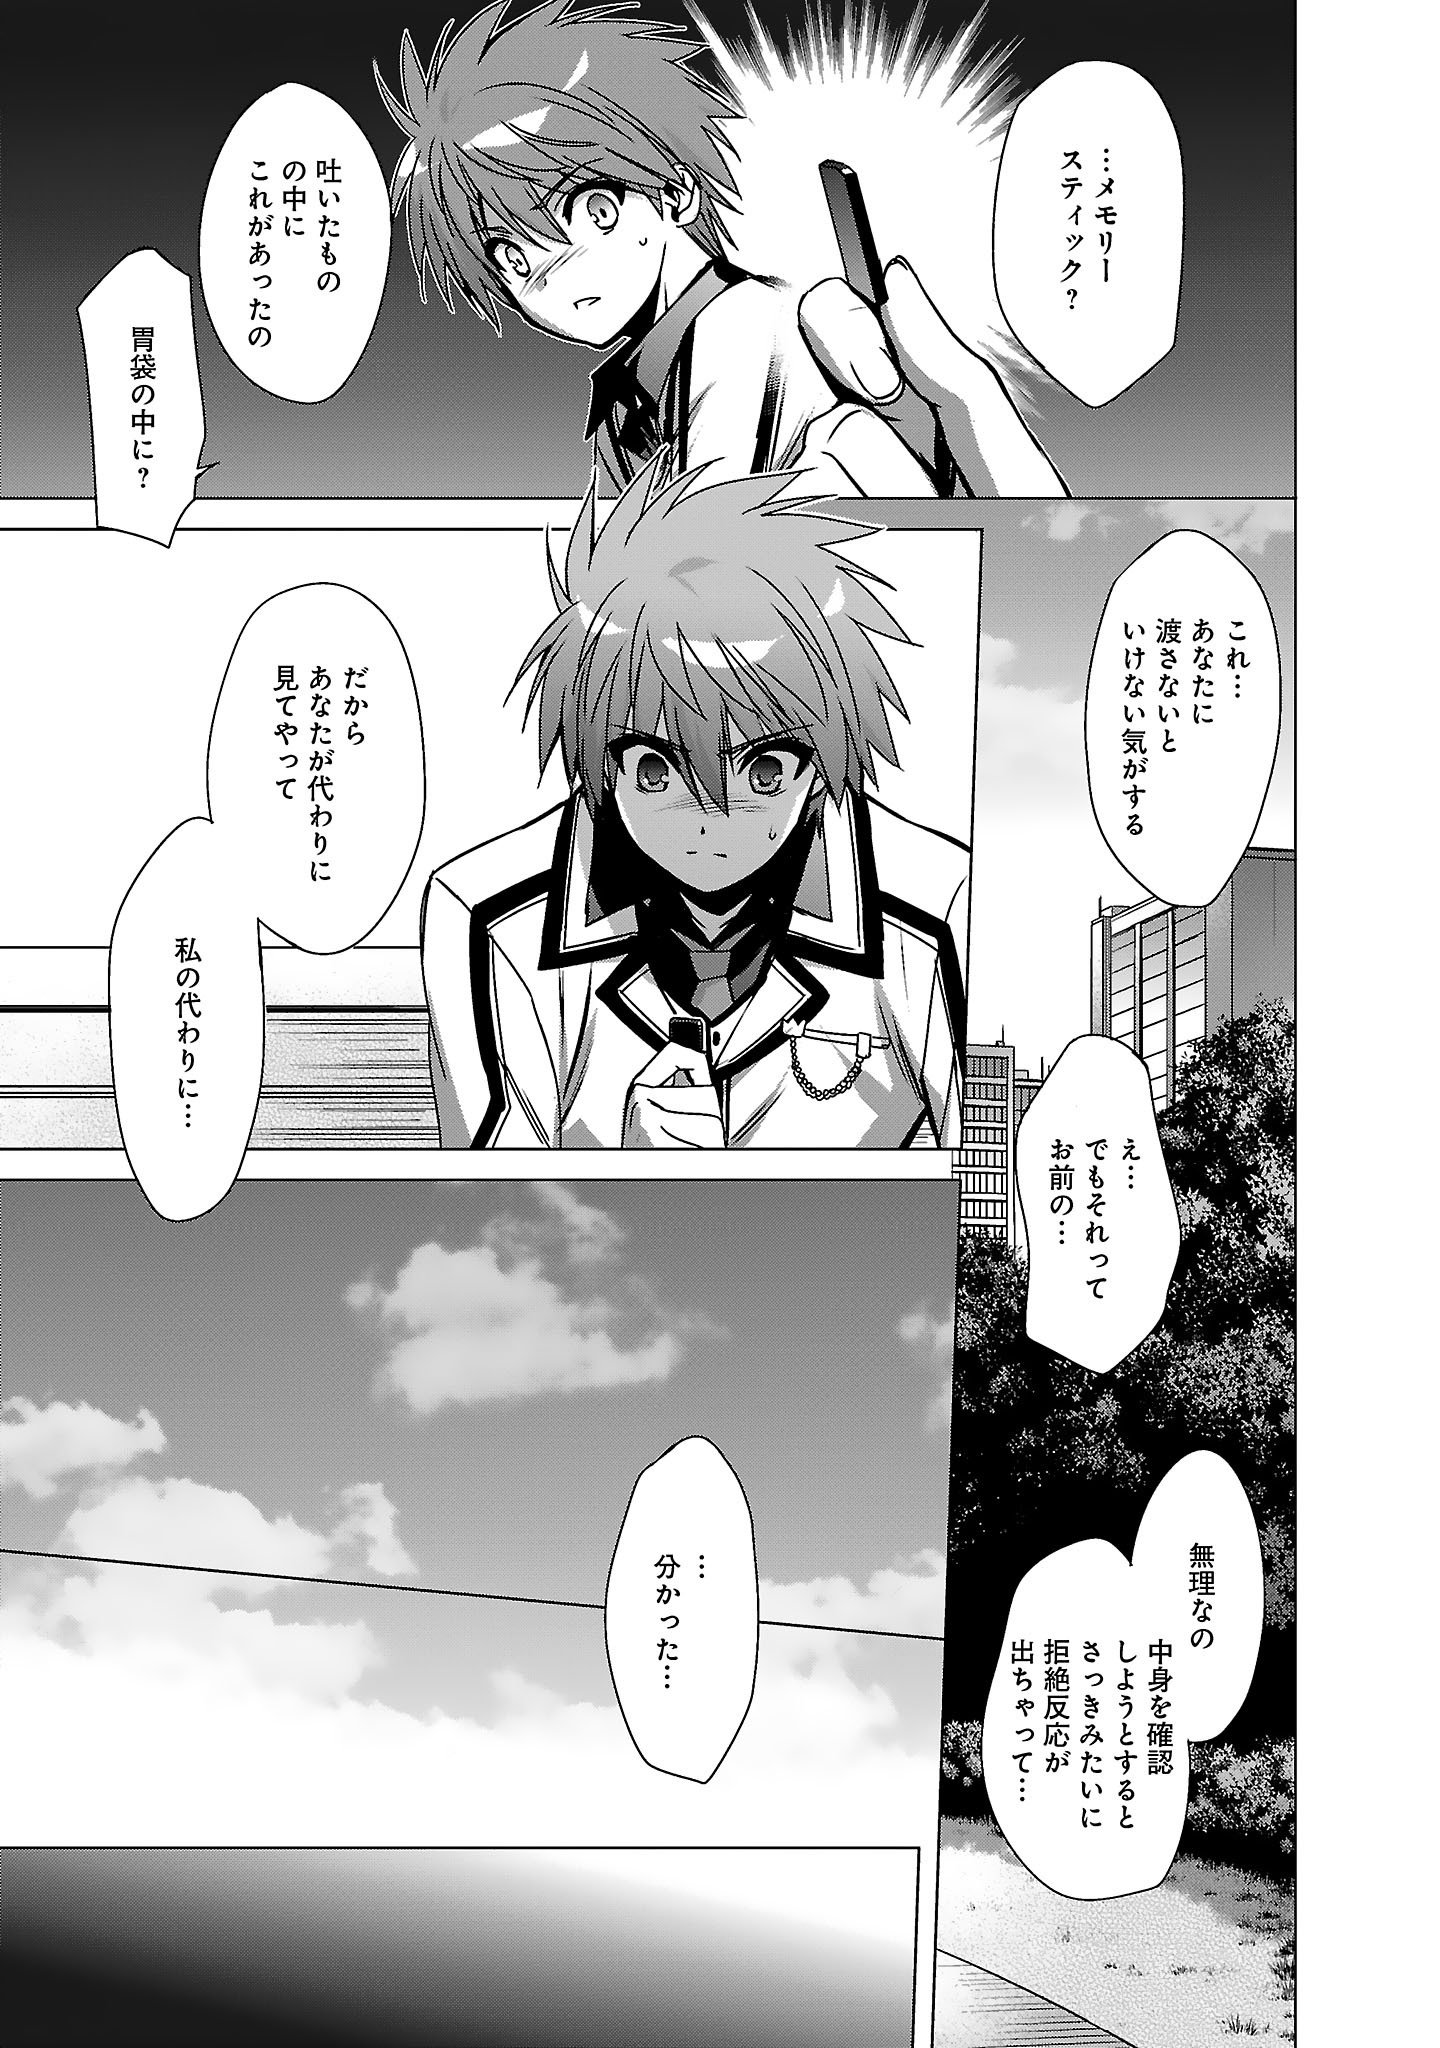 …メモリー
スティック？
吐いたもの
の中に
これがあったの
胃袋の中に？
これ…
あなたに
渡さないと
いけない気がする
え…
でもそれって
お前の…
無理なの
中身を確認
しようとすると
さっきみたいに
拒絶反応が
出ちゃって…
だから
あなたが代わりに
見てやって
私の代わりに…
…
分かった…